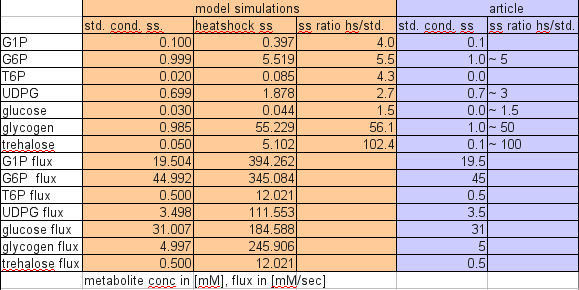 model simulations article
std. cond. ss. heatshock ss ss ratio hs/std. std. cond. ss ss ratio hs/std.
G1P 0.100 0.397 4.0 0.1
G6P 0.999 5.519 5.5 1.0 ~ 5
T6P 0.020 0.085 4.3 0.0
UDPG 0.699 1.878 2.7 0.7 ~ 3
glucose 0.030 0.044 1.5 0.0 ~ 1.5
glycogen 0.985 55.229 56.1 1.0 ~ 50
trehalose 0.050 5.102 102.4 0.1 ~ 100
G1P flux 19.504 394.262 19.5
G6P flux 44.992 345.084 45
T6P flux 0.500 12.021 0.5
UDPG flux 3.498 111.553 3.5
glucose flux 31.007 184.588 31
glycogen flux 4.997 245.906 5
trehalose flux 0.500 12.021 0.5
metabolite conc in [mM], flux in [mM/sec]